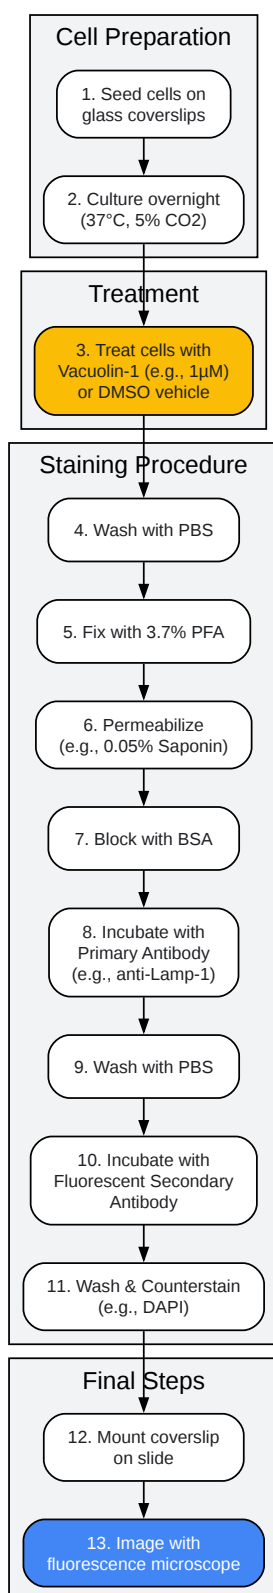 Cell Preparation
1. Seed cells on
glass coverslips
2. Culture overnight
(37°C, 5% CO2)
Treatment
3. Treat cells with
Vacuolin-1 (e.g., 1µM)
or DMSO vehicle
Staining Procedure
4. Wash with PBS
5. Fix with 3.7% PFA
6. Permeabilize
(e.g., 0.05% Saponin)
7. Block with BSA
8. Incubate with
Primary Antibody
(e.g., anti-Lamp-1)
9. Wash with PBS
10. Incubate with
Fluorescent Secondary
Antibody
11. Wash & Counterstain
(e.g., DAPI)
Final Steps
12. Mount coverslip
on slide
13. Image with
fluorescence microscope